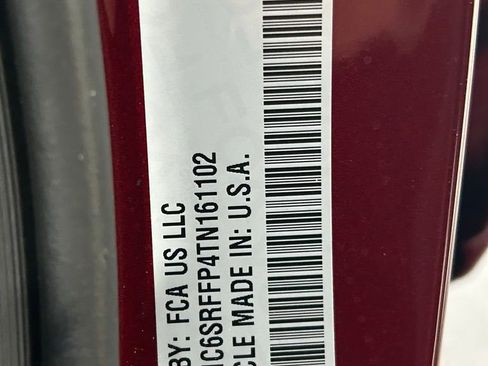 BY: FCA US LLC
1C6SRFFP4TN161102
CLE MADE IN: U.S.A.